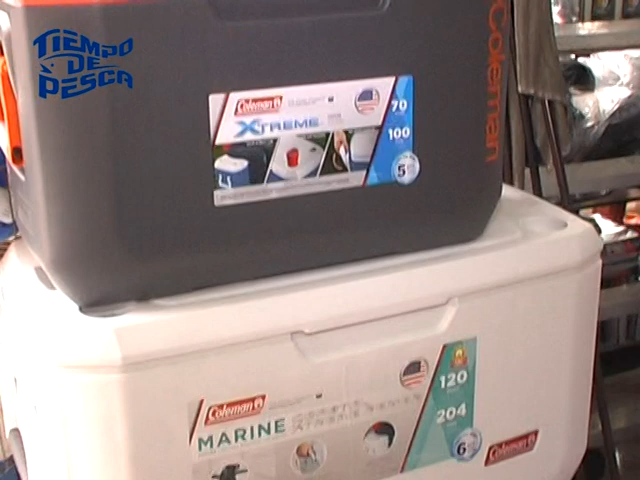 TIEMPO
DE
Y PESCA
Coleman
Coleman
XTREME
70
100
5
Coleman
MARINE
120
204
6
Coleman